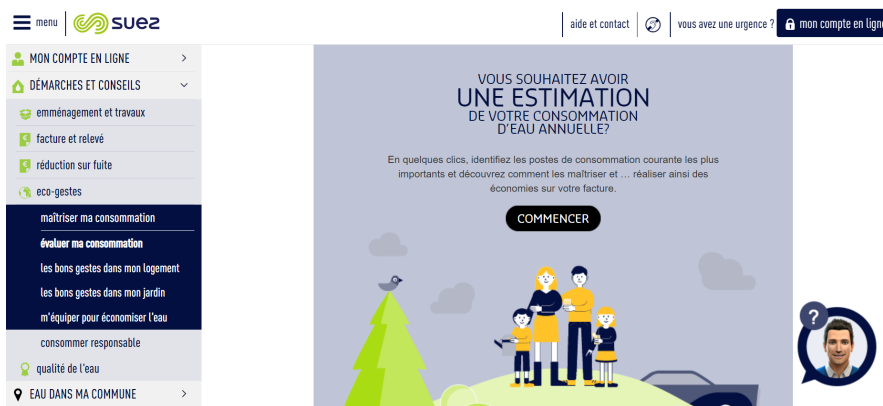 menu
suez
aide et contact
vous avez une urgence ?
mon compte en ligne
MON COMPTE EN LIGNE
DÉMARCHES ET CONSEILS
emménagement et travaux
facture et relevé
réduction sur fuite
eco-gestes
maîtriser ma consommation
évaluer ma consommation
les bons gestes dans mon logement
les bons gestes dans mon jardin
m'équiper pour économiser l'eau
consommer responsable
qualité de l'eau
EAU DANS MA COMMUNE
VOUS SOUHAITEZ AVOIR
UNE ESTIMATION
DE VOTRE CONSOMMATION
D'EAU ANNUELLE?
En quelques clics, identifiez les postes de consommation courante les plus
importants et découvrez comment les maîtriser et … réaliser ainsi des
économies sur votre facture.
COMMENCER
?